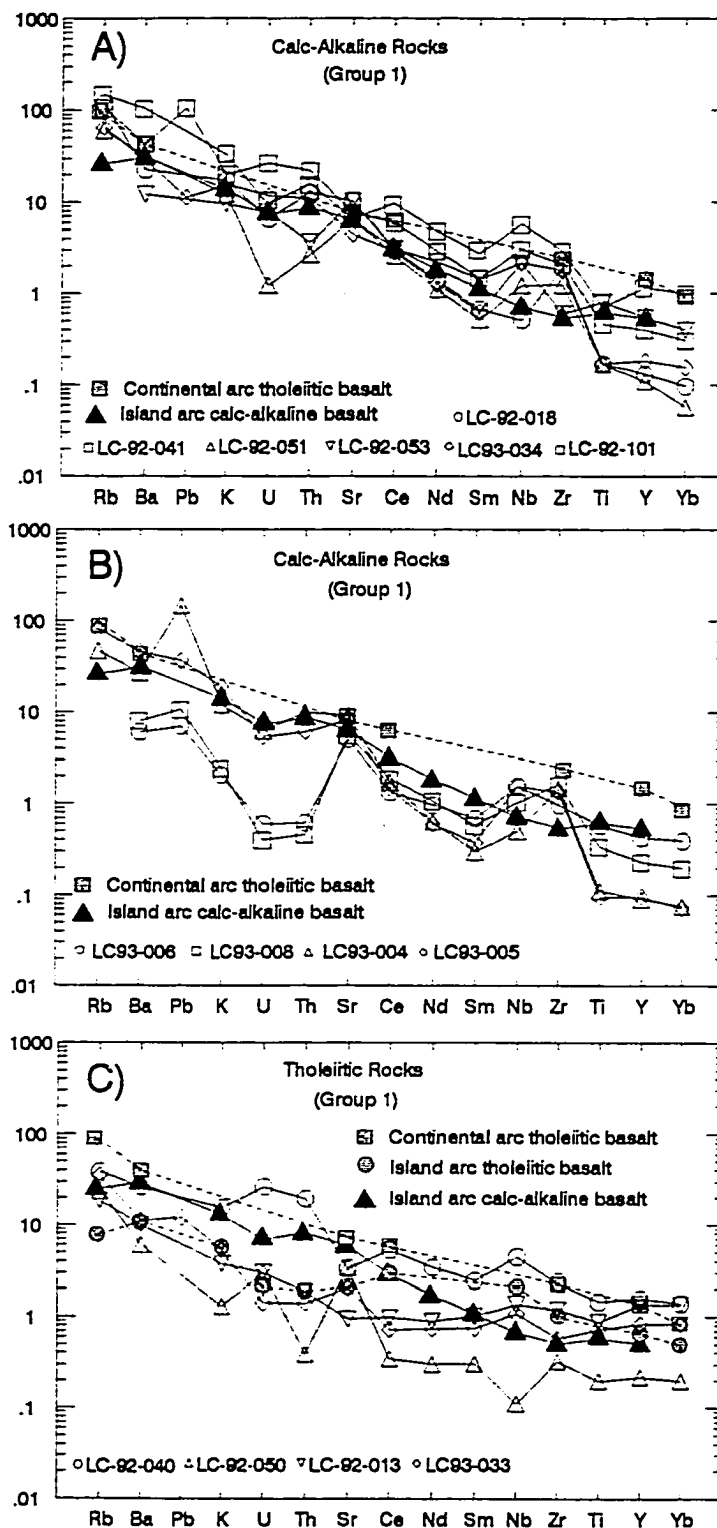 A)
Calc-Alkaline Rocks
(Group 1)
1000
100
10
1
.1
.01
Continental arc tholeiitic basalt
Island arc calc-alkaline basalt
LC-92-018
LC-92-041 LC-92-051 LC-92-053 LC93-034 LC-92-101
Rb Ba Pb K U Th Sr Ce Nd Sm Nb Zr Ti Y Yb
B)
Calc-Alkaline Rocks
(Group 1)
1000
100
10
1
.1
.01
Continental arc tholeiitic basalt
Island arc calc-alkaline basalt
LC93-006 LC93-008 LC93-004 LC93-005
Rb Ba Pb K U Th Sr Ce Nd Sm Nb Zr Ti Y Yb
C)
Tholeiitic Rocks
(Group 1)
1000
100
10
1
.1
.01
Continental arc tholeiitic basalt
Island arc tholeiitic basalt
Island arc calc-alkaline basalt
LC-92-040 LC-92-050 LC-92-013 LC93-033
Rb Ba Pb K U Th Sr Ce Nd Sm Nb Zr Ti Y Yb